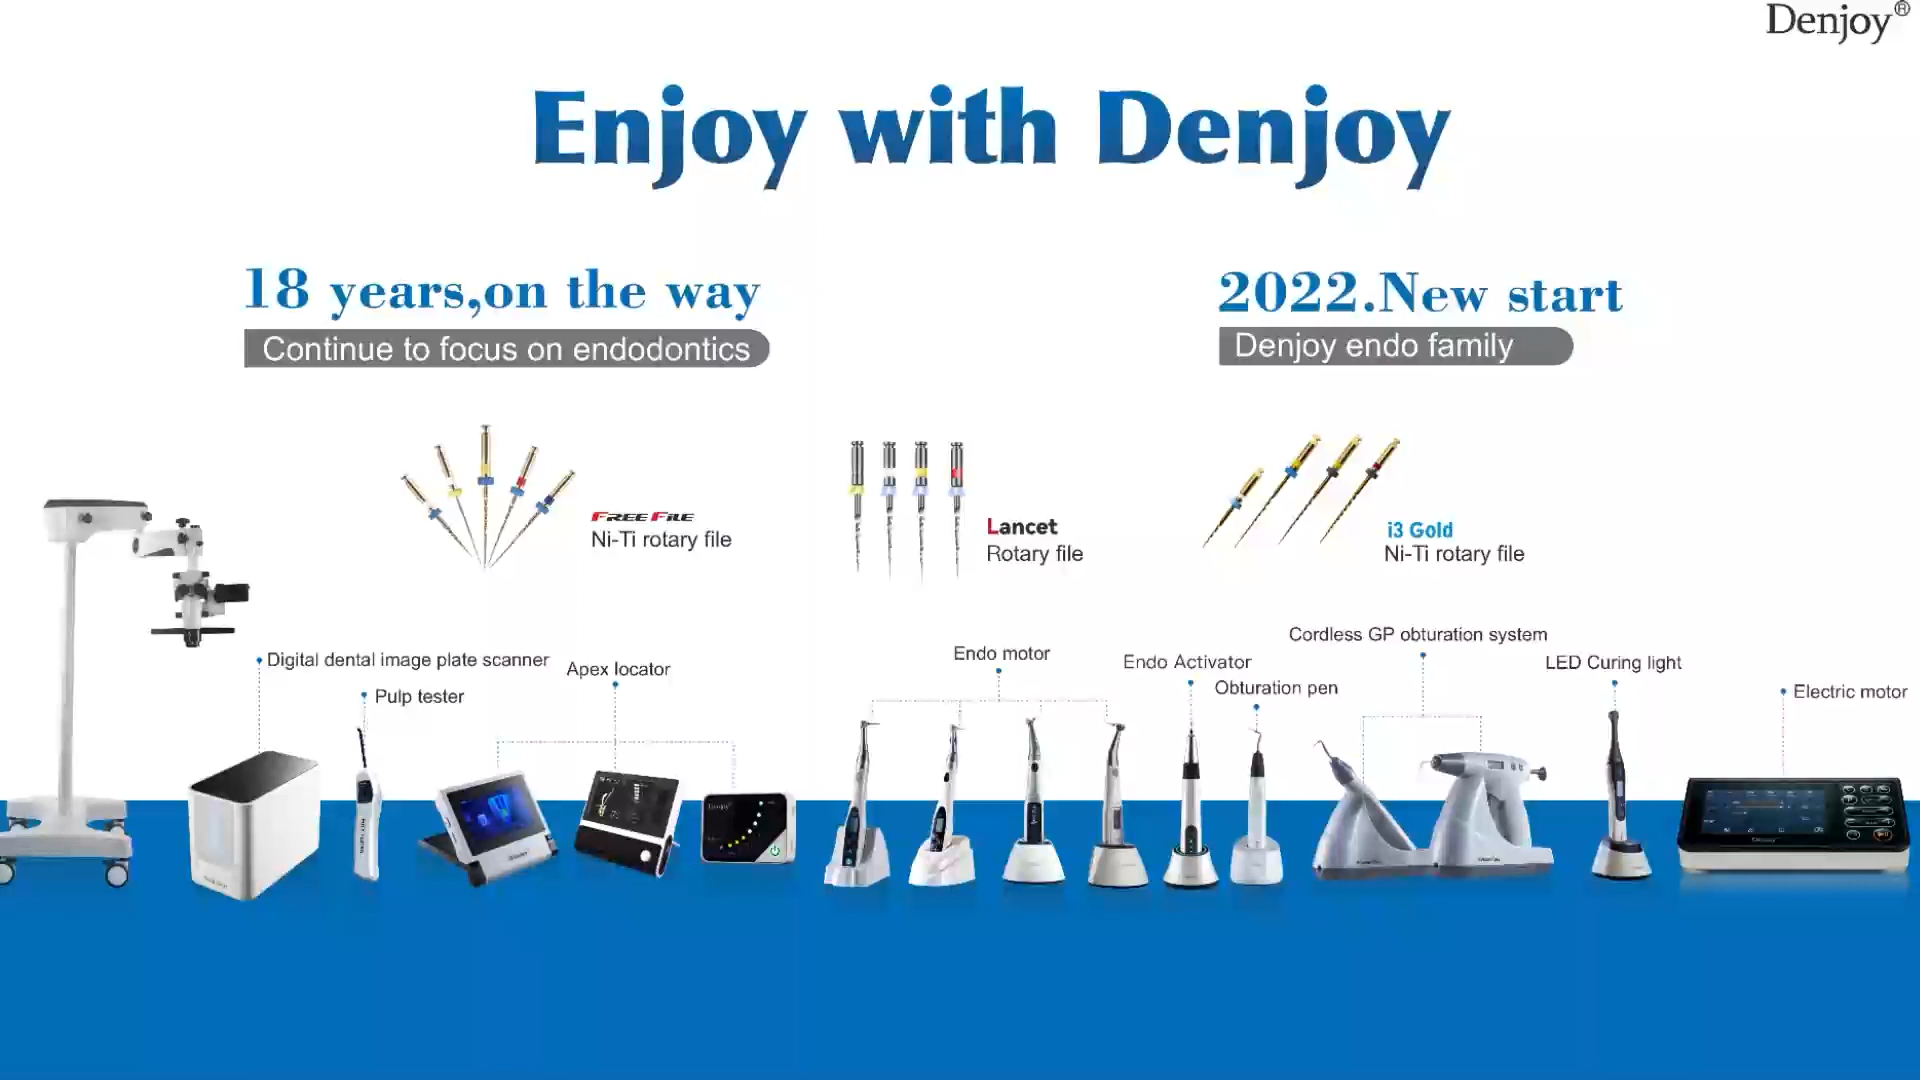 Denjoy®
Enjoy with Denjoy
18 years,on the way
Continue to focus on endodontics
2022.New start
Denjoy endo family
FREE FILE
Ni-Ti rotary file
Lancet
Rotary file
i3 Gold
Ni-Ti rotary file
Digital dental image plate scanner
Pulp tester
Apex locator
Endo motor
Endo Activator
Obturation pen
Cordless GP obturation system
LED Curing light
Electric motor
Denjoy